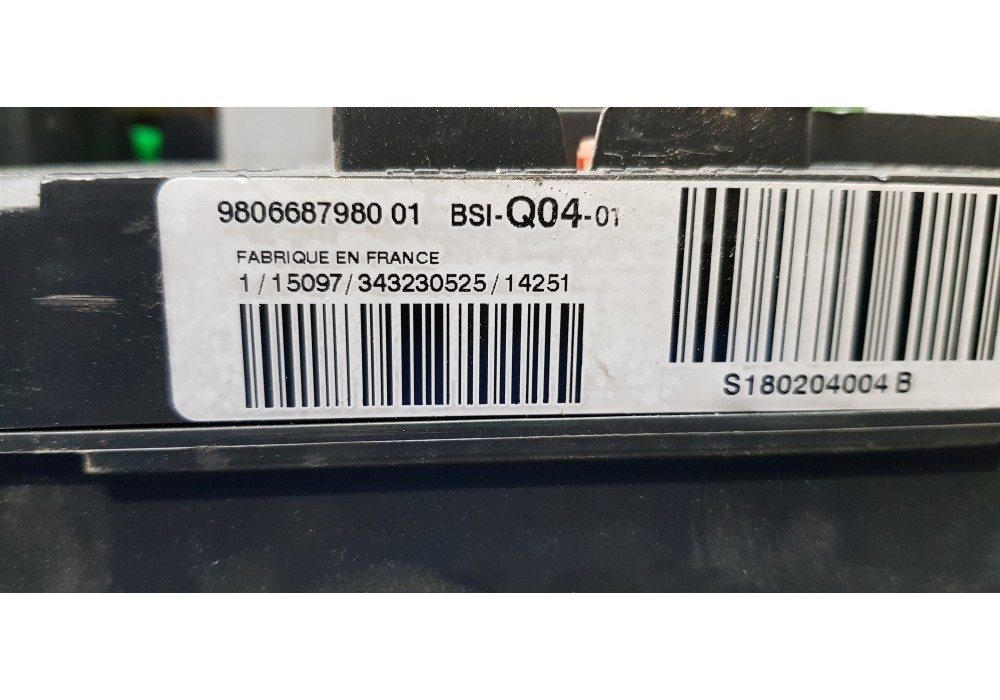 9806687980 01 BSI-Q04-01
FABRIQUE EN FRANCE
1/15097/343230525/14251
S180204004 B